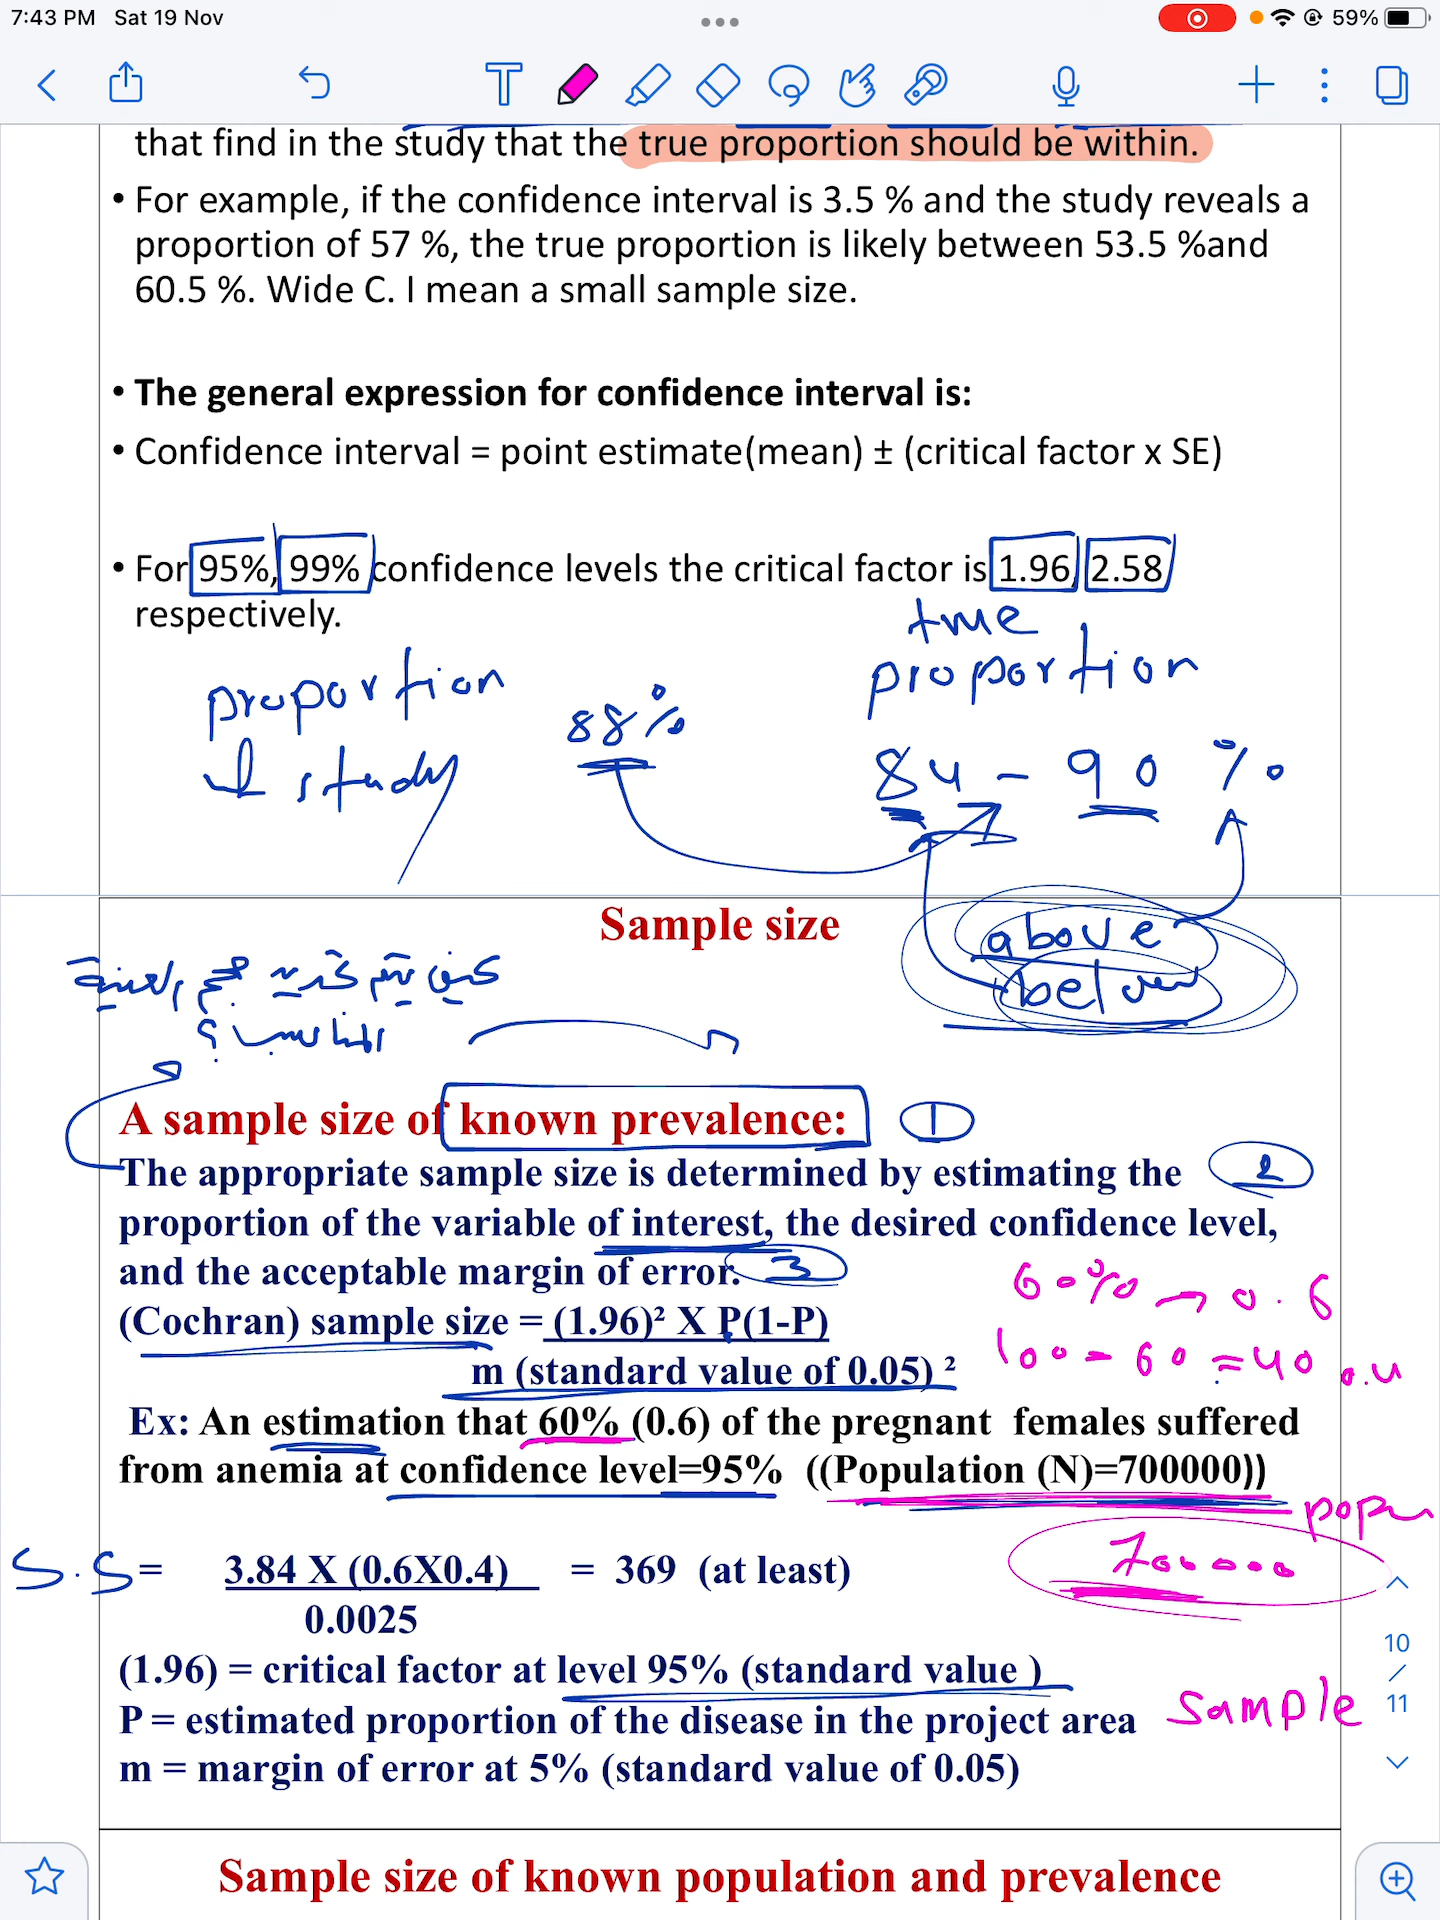 7:43 PM Sat 19 Nov
59%
that find in the study that the true proportion should be within.
• For example, if the confidence interval is 3.5 % and the study reveals a
proportion of 57 %, the true proportion is likely between 53.5 %and
60.5 %. Wide C. I mean a small sample size.
• The general expression for confidence interval is:
• Confidence interval = point estimate(mean) ± (critical factor x SE)
• For 95%, 99% confidence levels the critical factor is 1.96, 2.58
respectively.
true
proportion
proportion
88%
study
84 - 90 %
Sample size
above
below
A sample size of known prevalence: 1
The appropriate sample size is determined by estimating the 2
proportion of the variable of interest, the desired confidence level,
and the acceptable margin of error. 3
60% → 0.6
(Cochran) sample size = (1.96)² X P(1-P)
100 - 60 = 40 0.4
m (standard value of 0.05) ²
Ex: An estimation that 60% (0.6) of the pregnant females suffered
from anemia at confidence level=95% ((Population (N)=700000))
700000
S.S = 3.84 X (0.6X0.4) = 369 (at least)
0.0025
10
/
11
(1.96) = critical factor at level 95% (standard value )
sample
P = estimated proportion of the disease in the project area
m = margin of error at 5% (standard value of 0.05)
Sample size of known population and prevalence